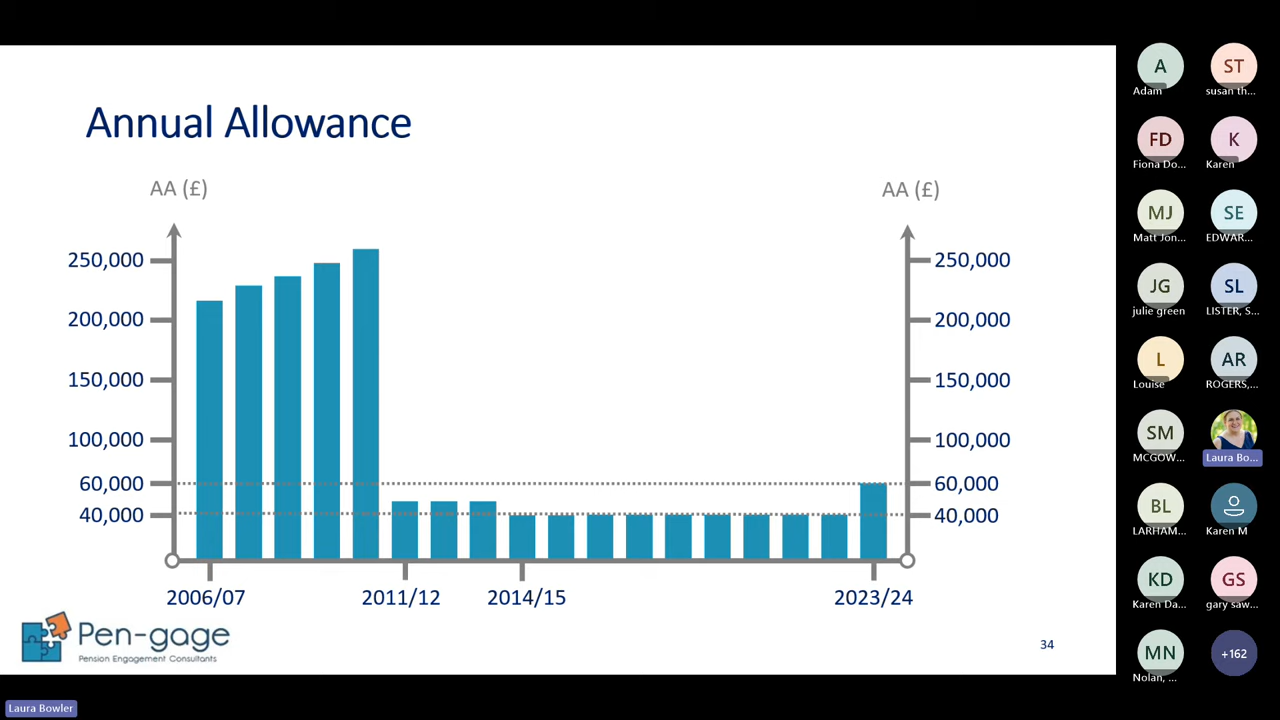 Annual Allowance
AA (£)
AA (£)
250,000
200,000
150,000
100,000
60,000
40,000
250,000
200,000
150,000
100,000
60,000
40,000
2006/07
2011/12
2014/15
2023/24
Pen-gage
Pension Engagement Consultants
34
A
Adam
ST
susan th...
FD
Fiona Do...
K
Karen
MJ
Matt Jon...
SE
EDWAR...
JG
julie green
SL
LISTER, S...
L
Louise
AR
ROGERS,...
SM
MCGOW...
Laura Bo...
BL
LARHAM...
Karen M
KD
Karen Da...
GS
gary saw...
MN
Nolan, ...
+162
Laura Bowler